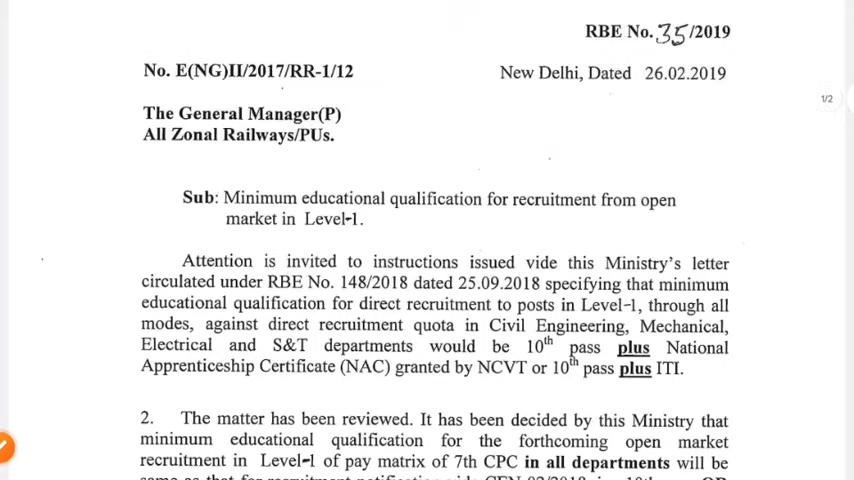 RBE No. 35/2019
No. E(NG)II/2017/RR-1/12 New Delhi, Dated 26.02.2019
1/2
The General Manager(P)
All Zonal Railways/PUs.
Sub: Minimum educational qualification for recruitment from open
market in Level-1.
Attention is invited to instructions issued vide this Ministry's letter
circulated under RBE No. 148/2018 dated 25.09.2018 specifying that minimum
educational qualification for direct recruitment to posts in Level-1, through all
modes, against direct recruitment quota in Civil Engineering, Mechanical,
Electrical and S&T departments would be 10th pass plus National
Apprenticeship Certificate (NAC) granted by NCVT or 10th pass plus ITI.
2. The matter has been reviewed. It has been decided by this Ministry that
minimum educational qualification for the forthcoming open market
recruitment in Level-1 of pay matrix of 7th CPC in all departments will be